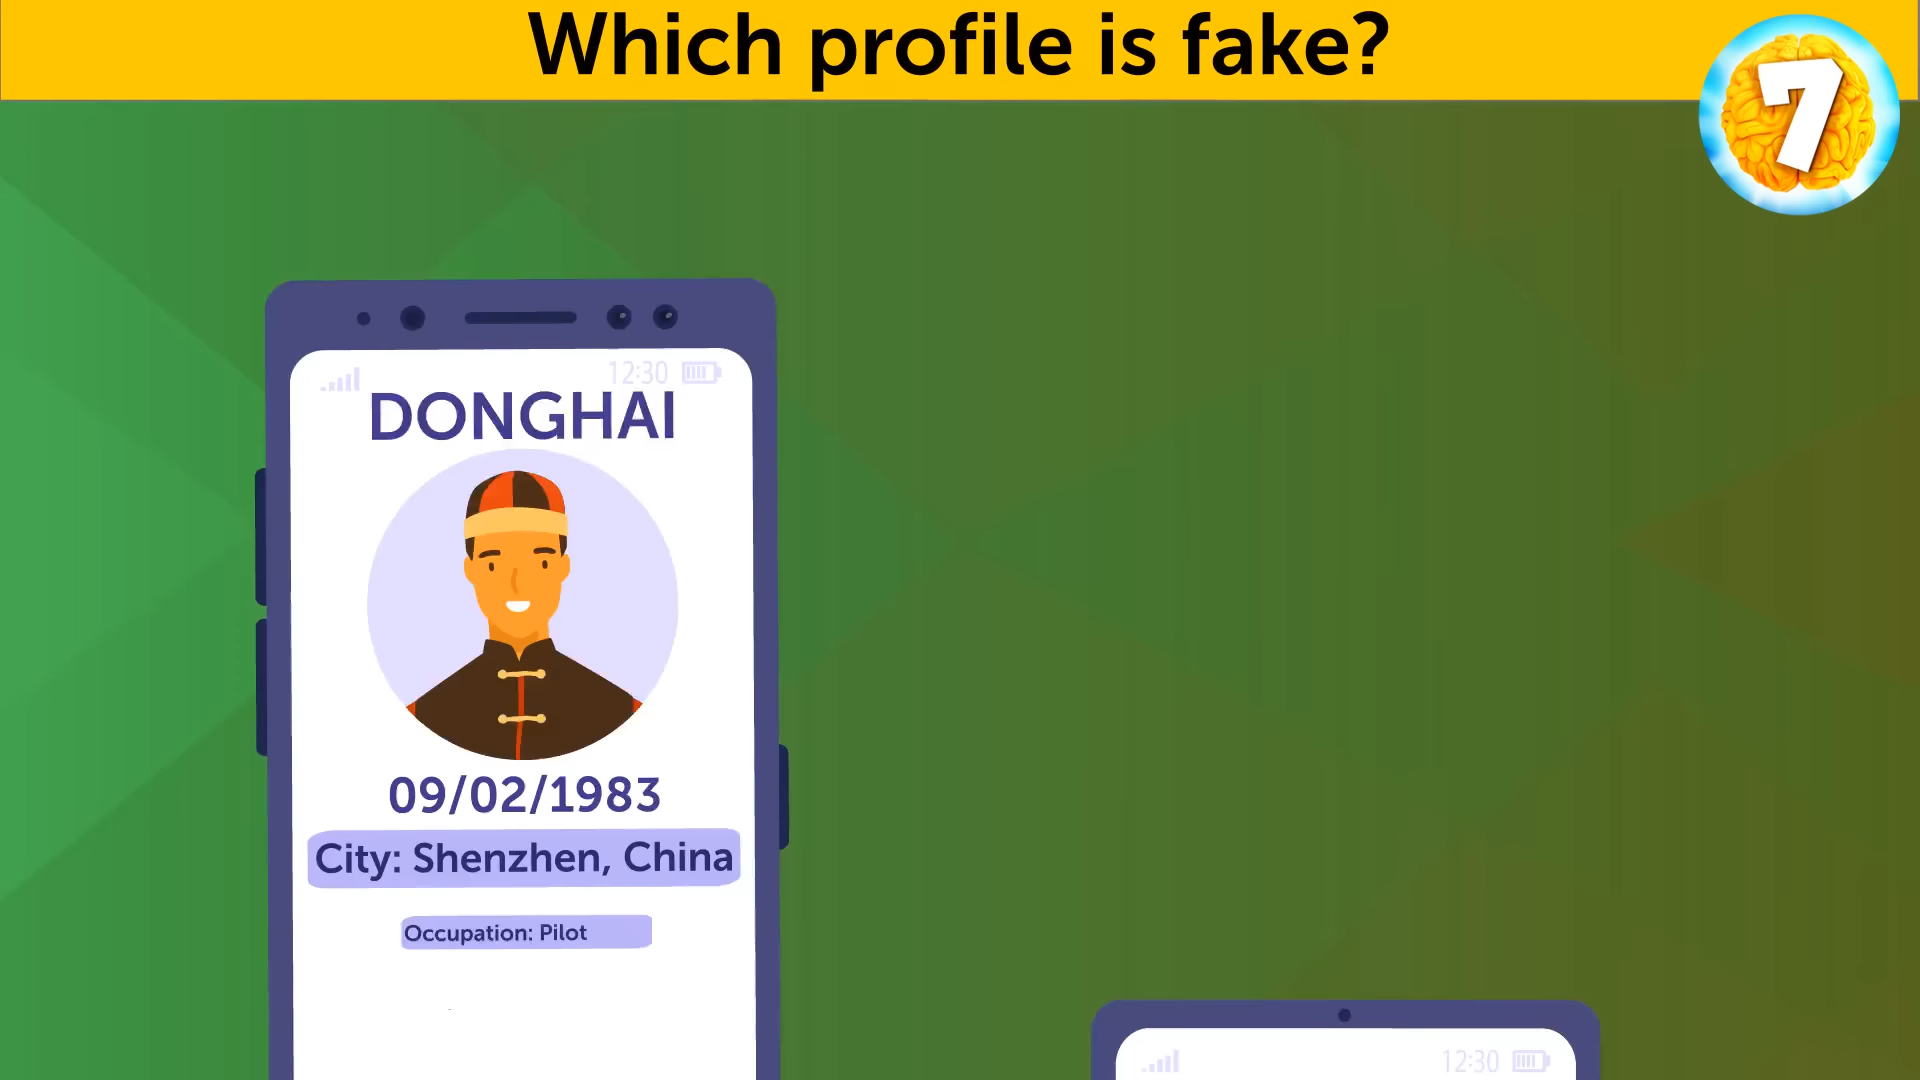 Which profile is fake?
7
12:30
DONGHAI
09/02/1983
City: Shenzhen, China
Occupation: Pilot
12:30